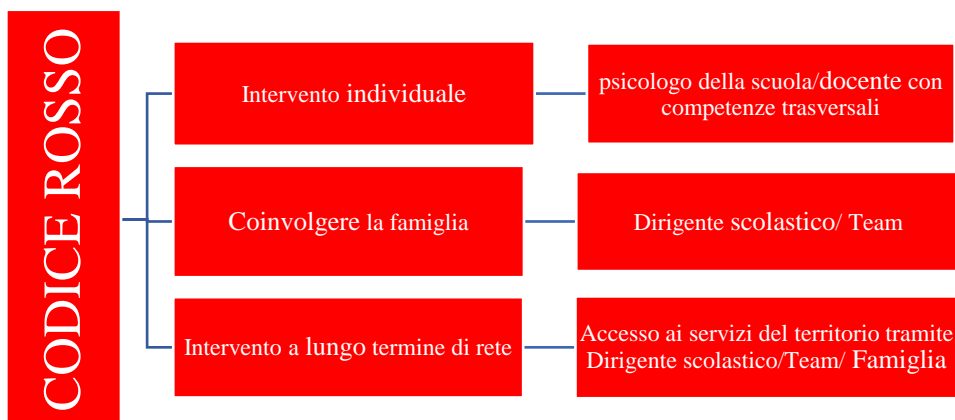 CODICE ROSSO
Intervento individuale
psicologo della scuola/docente con
competenze trasversali
Coinvolgere la famiglia
Dirigente scolastico/ Team
Intervento a lungo termine di rete
Accesso ai servizi del territorio tramite
Dirigente scolastico/Team/ Famiglia